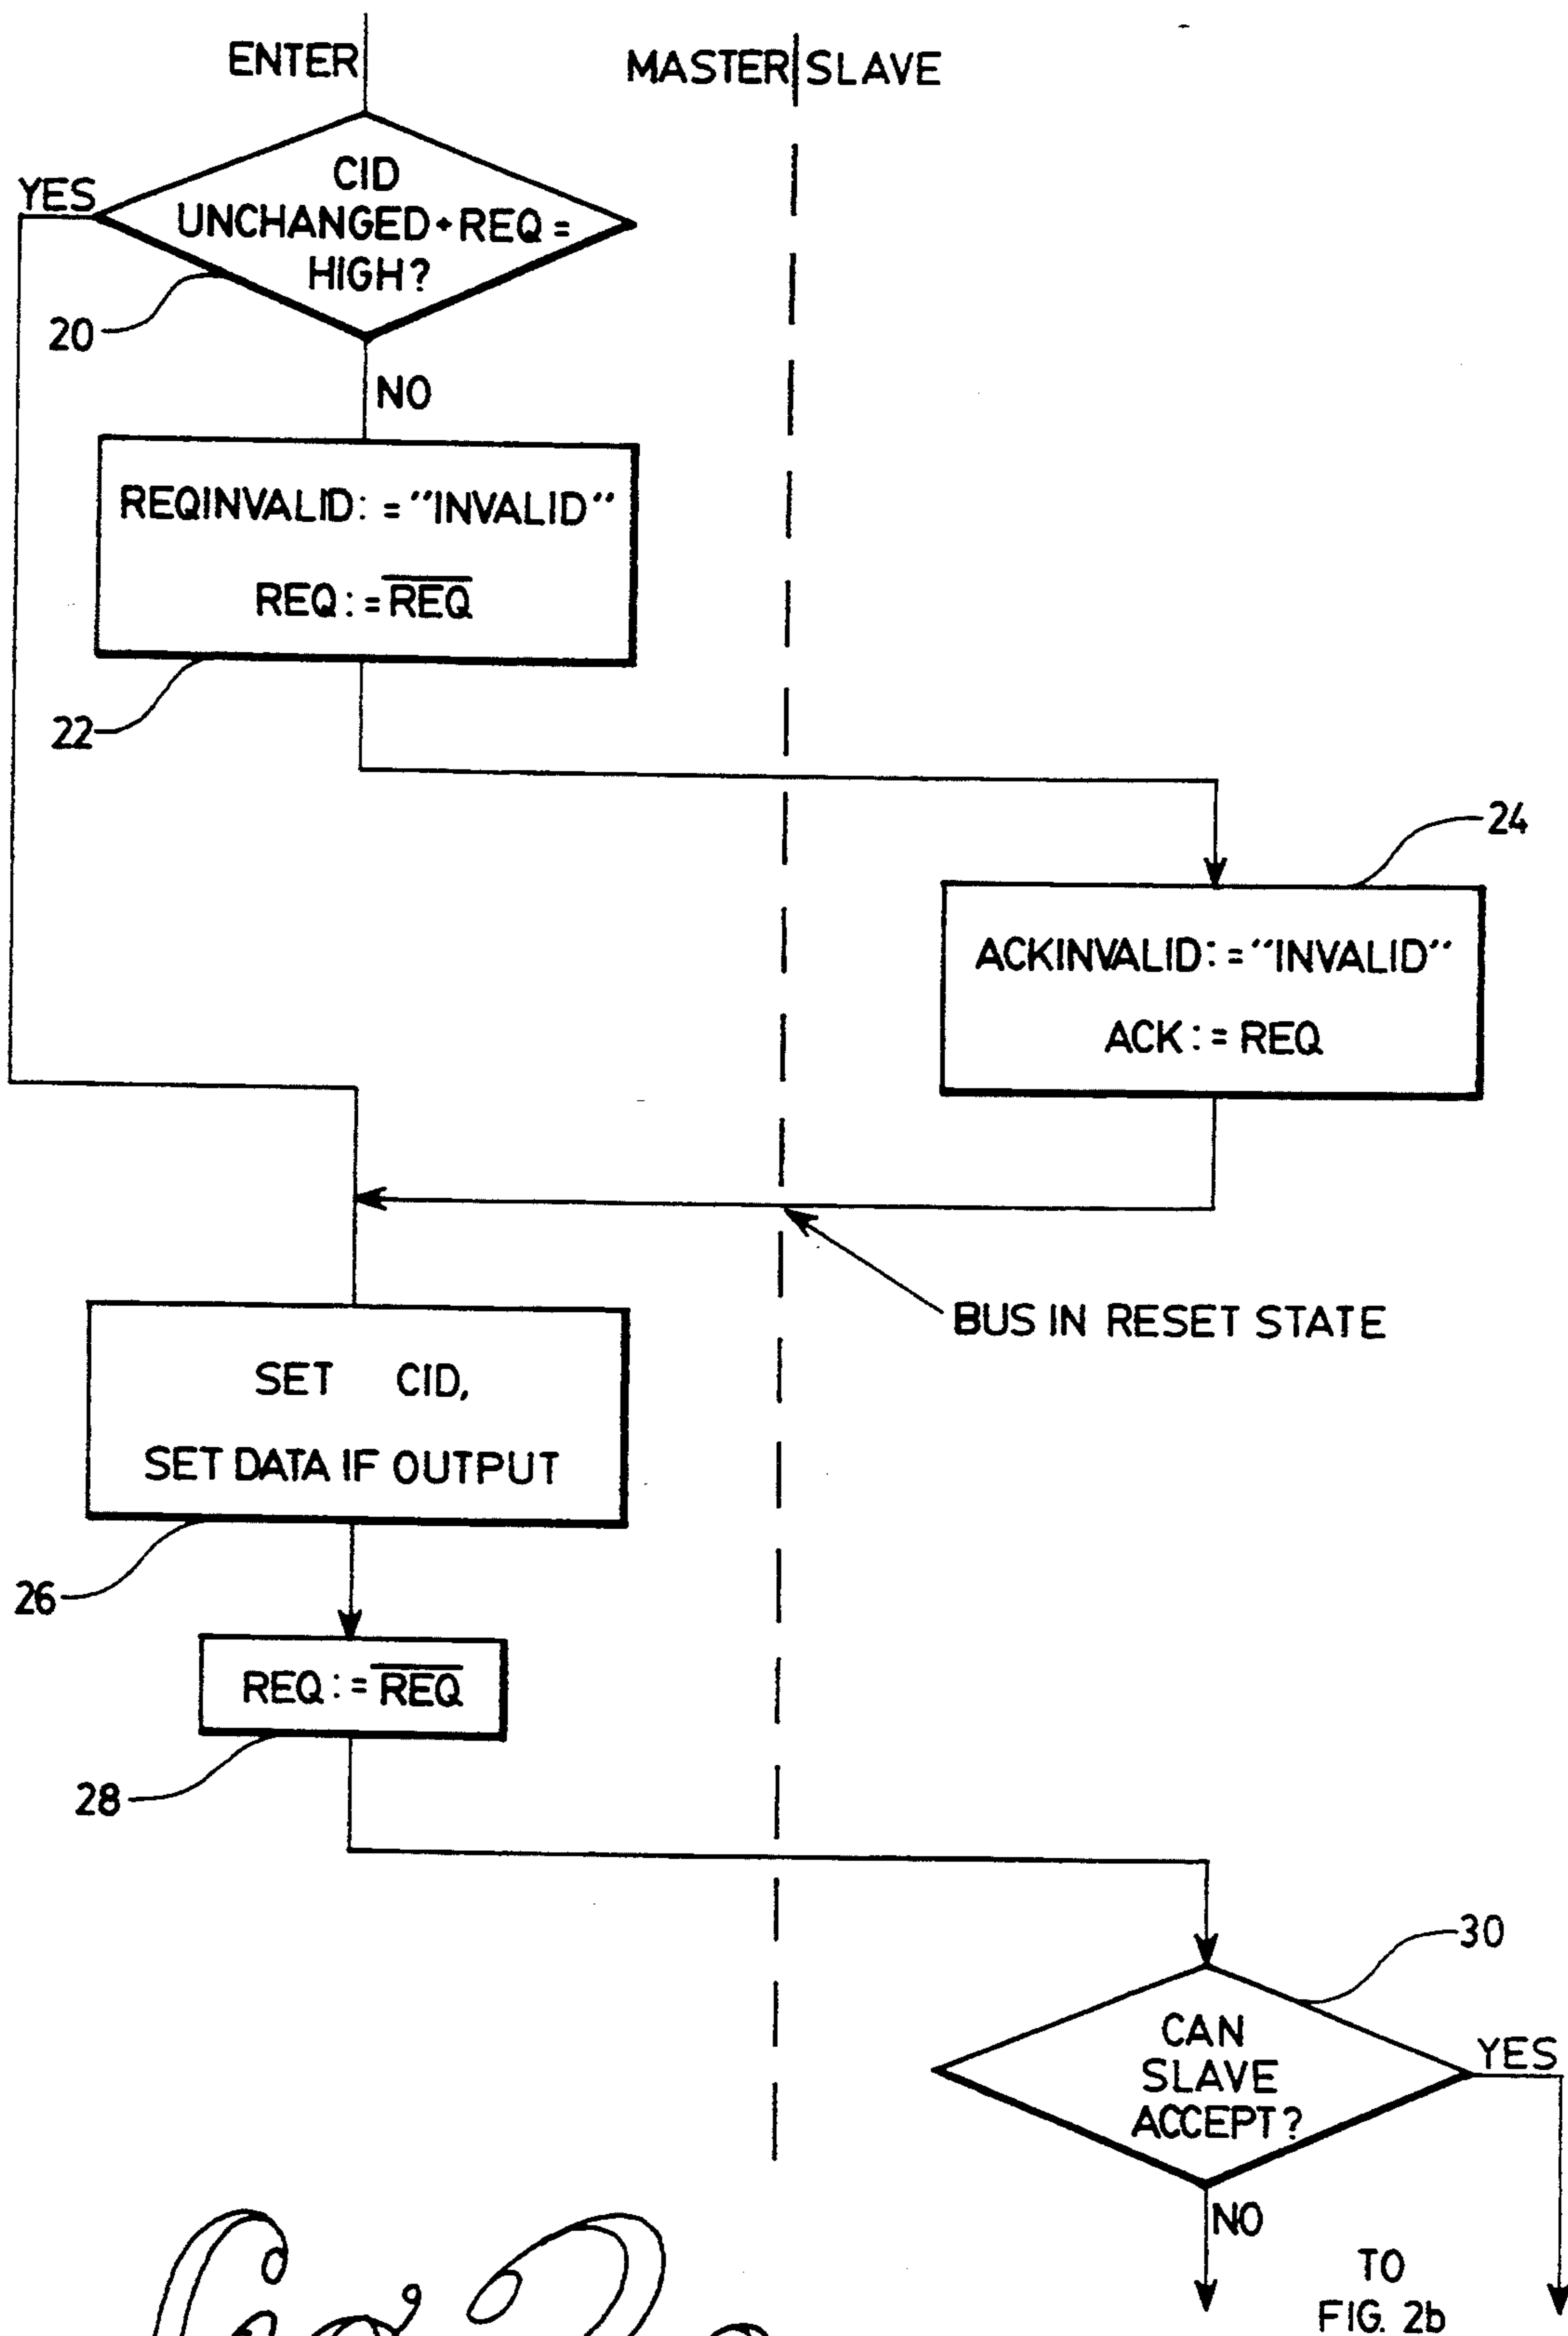 ENTER
MASTER SLAVE
CID
UNCHANGED + REQ =
HIGH?
YES
20
NO
REQINVALID: = "INVALID"
REQ: = R̅E̅Q̅
22
24
ACKINVALID: = "INVALID"
ACK: = REQ
BUS IN RESET STATE
SET CID,
SET DATA IF OUTPUT
26
REQ: = R̅E̅Q̅
28
30
CAN
SLAVE
ACCEPT?
YES
NO
TO
FIG. 2b